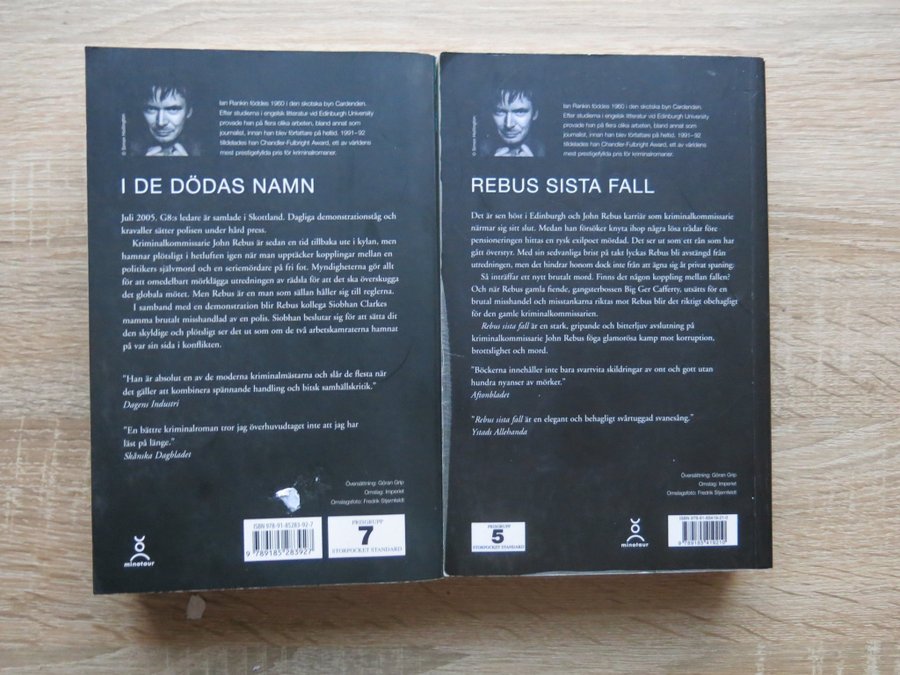 © Simon Hollington
Ian Rankin föddes 1960 i den skotska byn Cardenden.
Efter studierna i engelsk litteratur vid Edinburgh University
provade han på flera olika arbeten, bland annat som
journalist, innan han blev författare på heltid. 1991–92
tilldelades han Chandler-Fulbright Award, ett av världens
mest prestigefyllda pris för kriminalromaner.
I DE DÖDAS NAMN
Juli 2005. G8:s ledare är samlade i Skottland. Dagliga demonstrationståg och
kravaller sätter polisen under hård press.
Kriminalkommissarie John Rebus är sedan en tid tillbaka ute i kylan, men
hamnar plötsligt i hetluften igen när man upptäcker kopplingar mellan en
politikers självmord och en seriemördare på fri fot. Myndigheterna gör allt
för att omedelbart mörklägga utredningen av rädsla för att det ska överskugga
det globala mötet. Men Rebus är en man som sällan håller sig till reglerna.
I samband med en demonstration blir Rebus kollega Siobhan Clarkes
mamma brutalt misshandlad av en polis. Siobhan beslutar sig för att sätta dit
den skyldige och plötsligt ser det ut som om de två arbetskamraterna hamnat
på var sin sida i konflikten.
"Han är absolut en av de moderna kriminalmästarna och slår de flesta när
det gäller att kombinera spännande handling och bitsk samhällskritik."
Dagens Industri
"En bättre kriminalroman tror jag överhuvudtaget inte att jag har
läst på länge."
Skånska Dagbladet
Översättning: Göran Grip
Omslag: Imperiet
Omslagsfoto: Fredrik Stjernfeldt
minotaur
ISBN 978-91-85283-92-7
9 789185 283927
PRISGRUPP
7
STORPOCKET STANDARD
Ian Rankin föddes 1960 i den skotska byn Cardenden.
Efter studierna i engelsk litteratur vid Edinburgh University
provade han på flera olika arbeten, bland annat som
journalist, innan han blev författare på heltid. 1991–92
tilldelades han Chandler-Fulbright Award, ett av världens
mest prestigefyllda pris för kriminalromaner.
REBUS SISTA FALL
Det är sen höst i Edinburgh och John Rebus karriär som kriminalkommissarie
närmar sig sitt slut. Medan han försöker knyta ihop några lösa trådar före
pensioneringen hittas en rysk exilpoet mördad. Det ser ut som ett rån som har
gått överstyr. Med sin sedvanliga brist på takt lyckas Rebus bli avstängd från
utredningen, men det hindrar honom dock inte från att ägna sig åt privat spaning.
Så inträffar ett nytt brutalt mord. Finns det någon koppling mellan fallen?
Och när Rebus gamla fiende, gangsterbossen Big Ger Cafferty, utsätts för en
brutal misshandel och misstankarna riktas mot Rebus blir det riktigt obehagligt
för den gamle kriminalkommissarien.
Rebus sista fall är en stark, gripande och bitterljuv avslutning på
kriminalkommissarie John Rebus föga glamorösa kamp mot korruption,
brottslighet och mord.
"Böckerna innehåller inte bara svartvita skildringar av ont och gott utan
hundra nyanser av mörker."
Aftonbladet
"Rebus sista fall är en elegant och behagligt svårtuggad svanesång."
Ystads Allehanda
Översättning: Göran Grip
Omslag: Imperiet
Omslagsfoto: Fredrik Stjernfeldt
PRISGRUPP
5
STORPOCKET STANDARD
minotaur